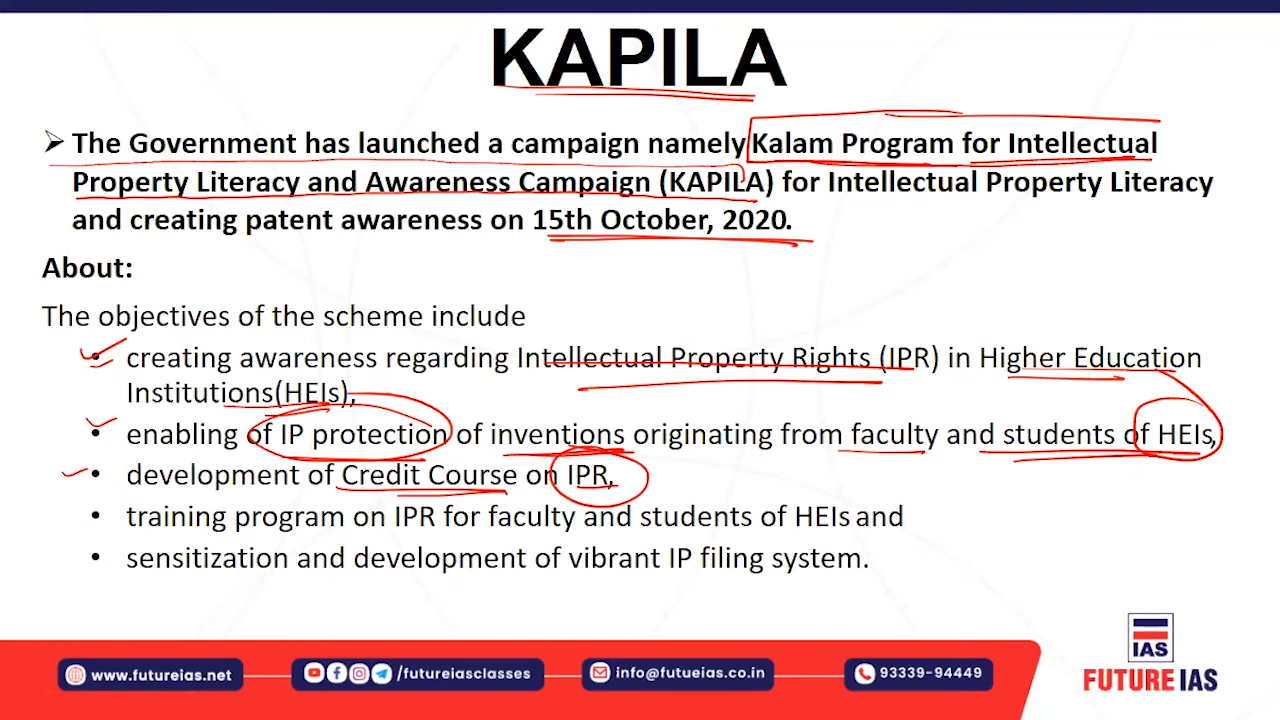 KAPILA
➢ The Government has launched a campaign namely Kalam Program for Intellectual
Property Literacy and Awareness Campaign (KAPILA) for Intellectual Property Literacy
and creating patent awareness on 15th October, 2020.
About:
The objectives of the scheme include
• creating awareness regarding Intellectual Property Rights (IPR) in Higher Education
Institutions(HEIs),
• enabling of IP protection of inventions originating from faculty and students of HEIs,
• development of Credit Course on IPR,
• training program on IPR for faculty and students of HEIs and
• sensitization and development of vibrant IP filing system.
IAS
www.futureias.net
/futureiasclasses
info@futueias.co.in
93339-94449
FUTURE IAS